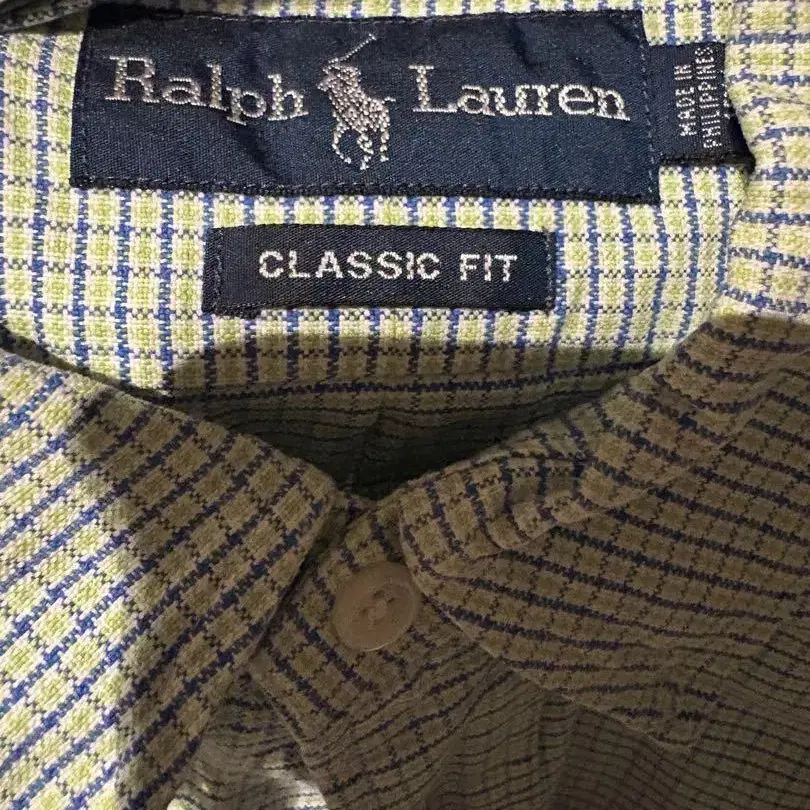 Ralph Lauren
MADE IN
PHILIPPINES
CLASSIC FIT